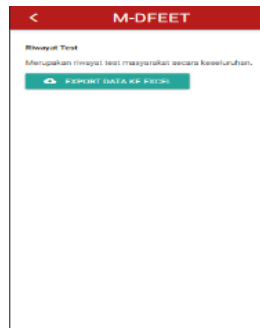 < M-DFEET
Riwayat Test
Merupakan riwayat test masyarakat secara keseluruhan.
EXPORT DATA KE EXCEL